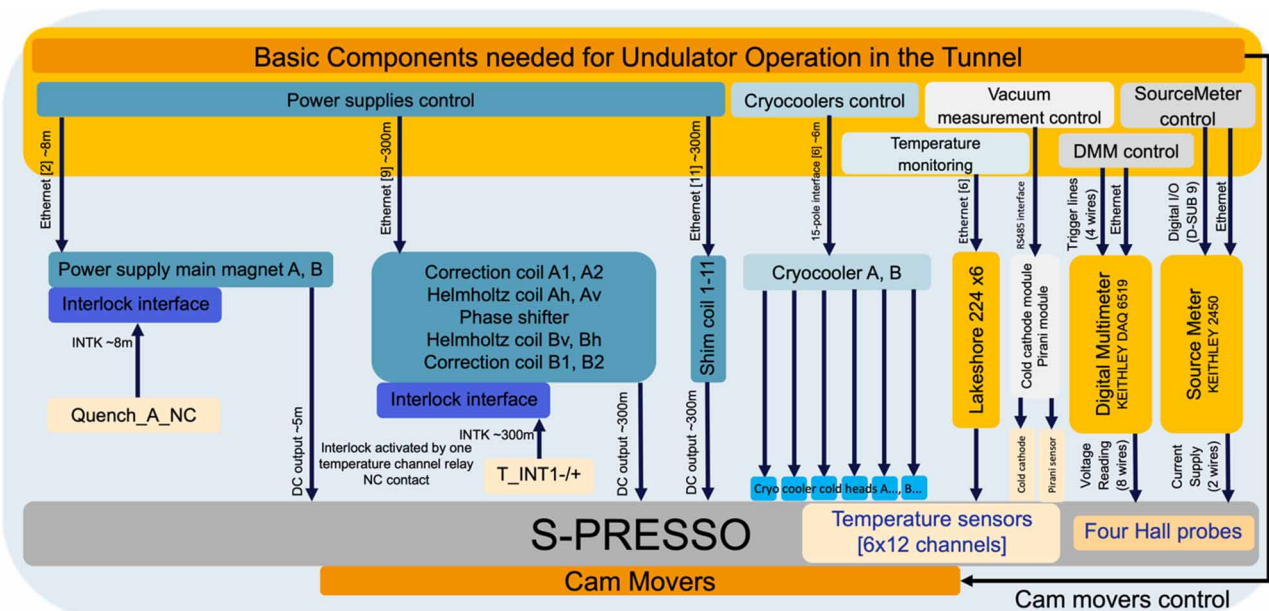 Basic Components needed for Undulator Operation in the Tunnel
Power supplies control
Cryocoolers control
Vacuum
measurement control
SourceMeter
control
Temperature
monitoring
DMM control
Ethernet [2] ~8m
Ethernet [9] ~300m
Ethernet [11] ~300m
15-pole interface [6] ~6m
Ethernet [6]
RS485 interface
Trigger lines
(4 wires)
Ethernet
Digital I/O
(D-SUB 9)
Ethernet
Power supply main magnet A, B
Interlock interface
INTK ~8m
Quench_A_NC
DC output ~5m
Correction coil A1, A2
Helmholtz coil Ah, Av
Phase shifter
Helmholtz coil Bv, Bh
Correction coil B1, B2
Interlock interface
INTK ~300m
Interlock activated by one
temperature channel relay
NC contact
T_INT1-/+
DC output ~300m
Shim coil 1-11
DC output ~300m
Cryocooler A, B
Cryo cooler cold heads A..., B...
Lakeshore 224 x6
Cold cathode module
Pirani module
Cold cathode
Pirani sensor
Digital Multimeter
KEITHLEY DAQ 6519
Voltage
Reading
(8 wires)
Source Meter
KEITHLEY 2450
Current
Supply
(2 wires)
S-PRESSO
Temperature sensors
[6x12 channels]
Four Hall probes
Cam Movers
Cam movers control